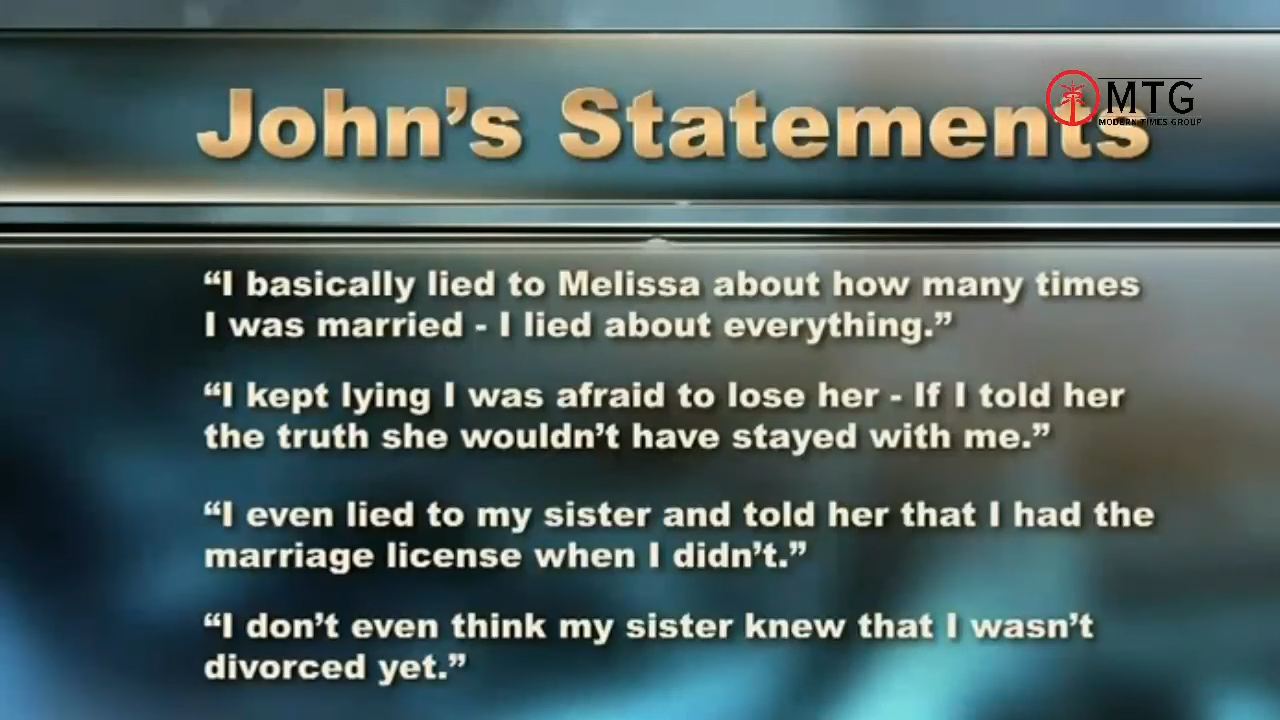 John's Statements
MTG
MODERN TIMES GROUP
“I basically lied to Melissa about how many times
I was married - I lied about everything.”
“I kept lying I was afraid to lose her - If I told her
the truth she wouldn’t have stayed with me.”
“I even lied to my sister and told her that I had the
marriage license when I didn’t.”
“I don’t even think my sister knew that I wasn’t
divorced yet.”